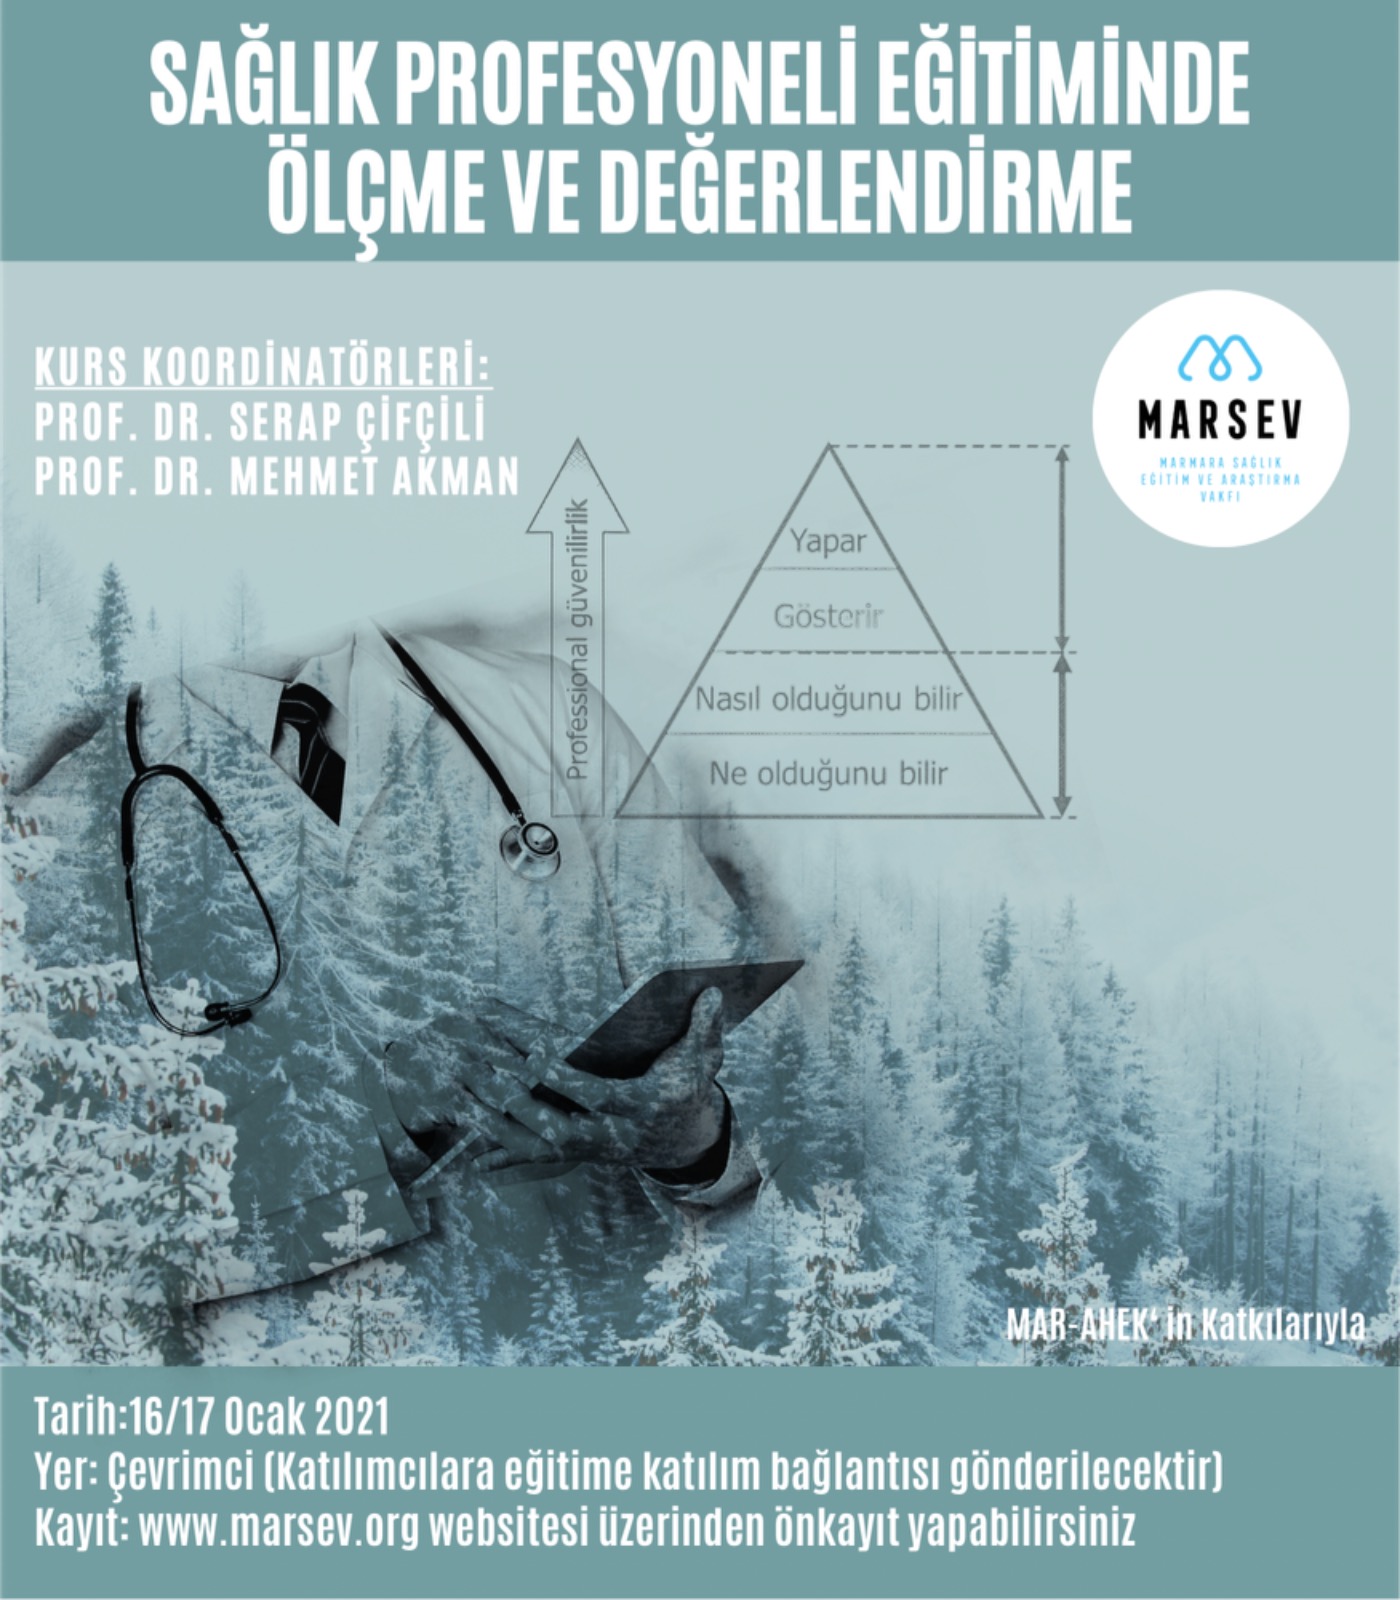 SAĞLIK PROFESYONELİ EĞİTİMİNDE
ÖLÇME VE DEĞERLENDİRME
KURS KOORDİNATÖRLERİ:
PROF. DR. SERAP ÇİFÇİLİ
PROF. DR. MEHMET AKMAN
MARSEV
MARMARA SAĞLIK
EĞİTİM VE ARAŞTIRMA
VAKFI
Professional güvenilirlik
Yapar
Gösterir
Nasıl olduğunu bilir
Ne olduğunu bilir
MAR-AHEK‘ in Katkılarıyla
Tarih:16/17 Ocak 2021
Yer: Çevrimci (Katılımcılara eğitime katılım bağlantısı gönderilecektir)
Kayıt: www.marsev.org websitesi üzerinden önkayıt yapabilirsiniz